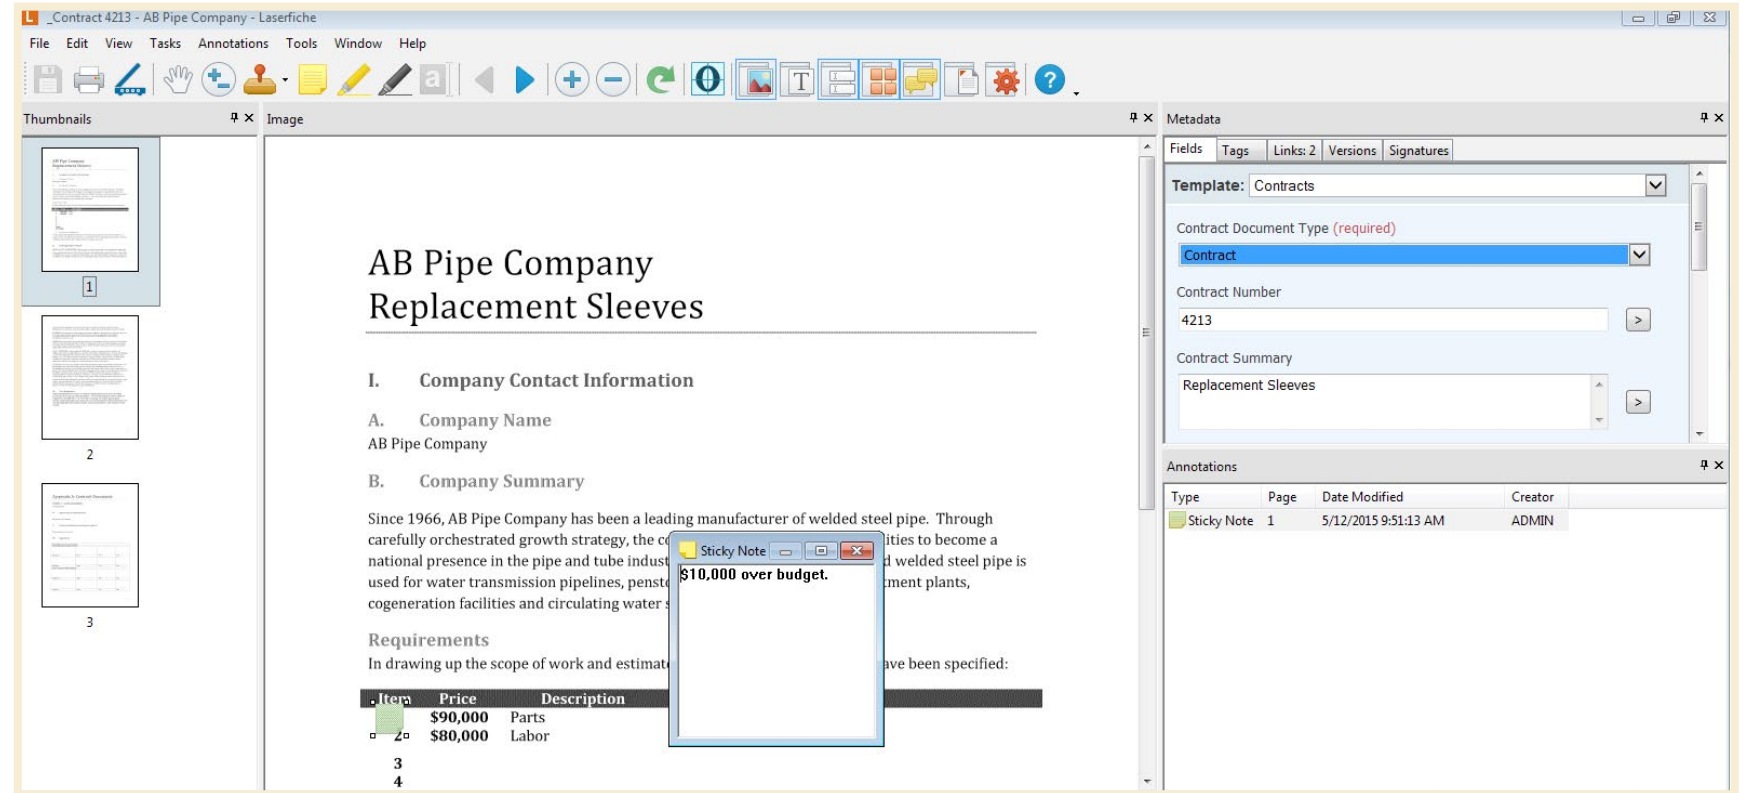 _Contract 4213 - AB Pipe Company - Laserfiche
File Edit View Tasks Annotations Tools Window Help
Thumbnails
Image
Metadata
1
2
3
AB Pipe Company
Replacement Sleeves
I. Company Contact Information
A. Company Name
AB Pipe Company
B. Company Summary
Since 1966, AB Pipe Company has been a leading manufacturer of welded steel pipe. Through
carefully orchestrated growth strategy, the ities to become a
national presence in the pipe and tube d welded steel pipe is
used for water transmission pipelines, plants,
cogeneration facilities and circulating water
Requirements
In drawing up the scope of work and been specified:
Item Price Description
$90,000 Parts
2 $80,000 Labor
3
4
Sticky Note
$10,000 over budget.
Fields Tags Links: 2 Versions Signatures
Template: Contracts
Contract Document Type (required)
Contract
Contract Number
4213 >
Contract Summary
Replacement Sleeves >
Annotations
Type Page Date Modified Creator
Sticky Note 1 5/12/2015 9:51:13 AM ADMIN